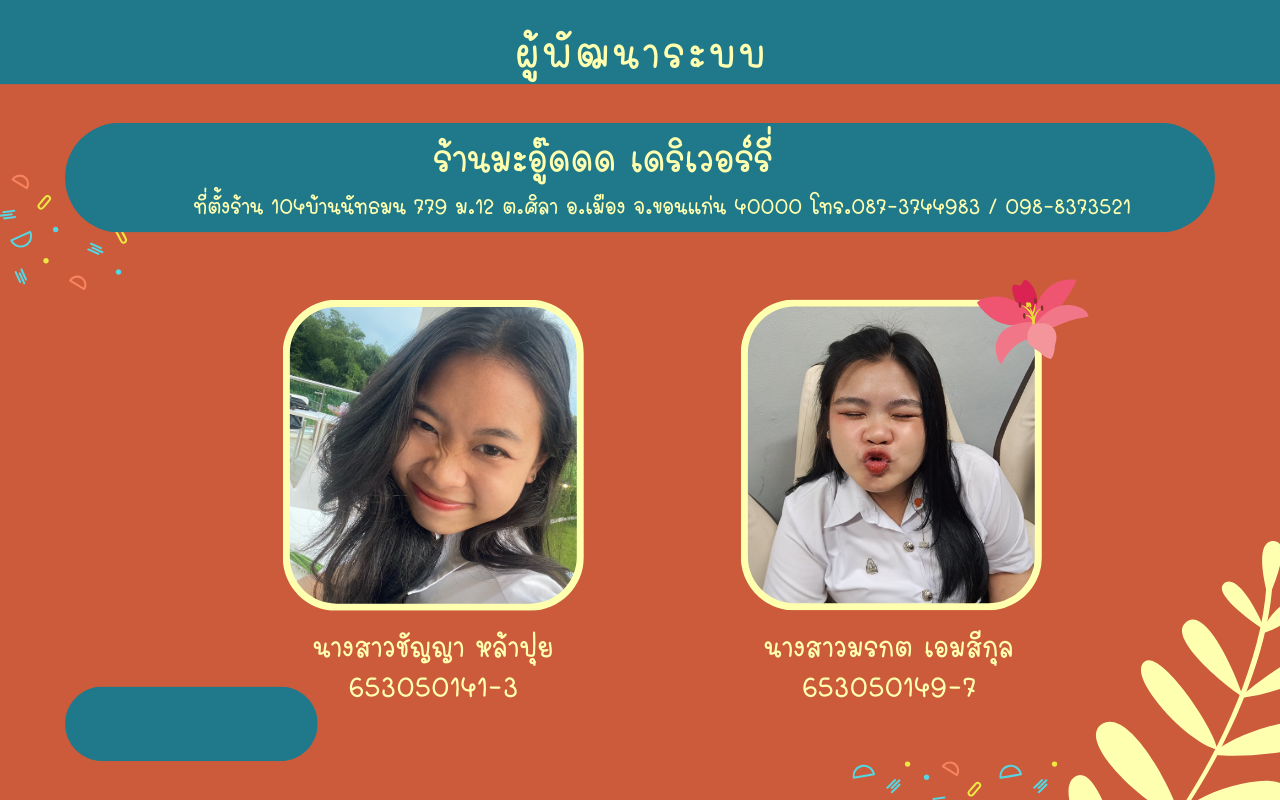 ผู้พัฒนาระบบ
ร้านมะอู๊ดดด เดริเวอร์รี่
ที่ตั้งร้าน 104บ้านนัทธมน 779 ม.12 ต.ศิลา อ.เมือง จ.ขอนแก่น 40000 โทร.087-3744983 / 098-8373521
นางสาวชัญญา หล้าปุย
นางสาวมรกต เอมสีกุล
653050141-3
653050149-7